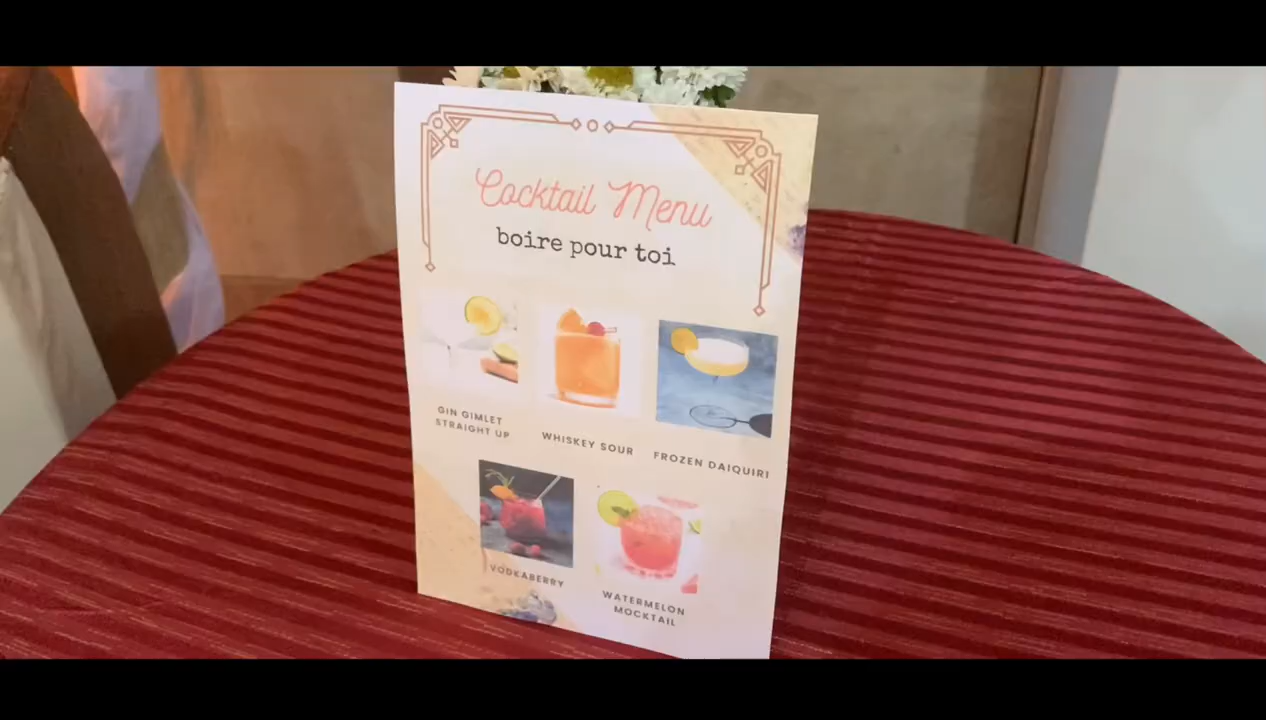 Cocktail Menu
boire pour toi
GIN GIMLET
STRAIGHT UP
WHISKEY SOUR
FROZEN DAIQUIRI
VODKABERRY
WATERMELON
MOCKTAIL